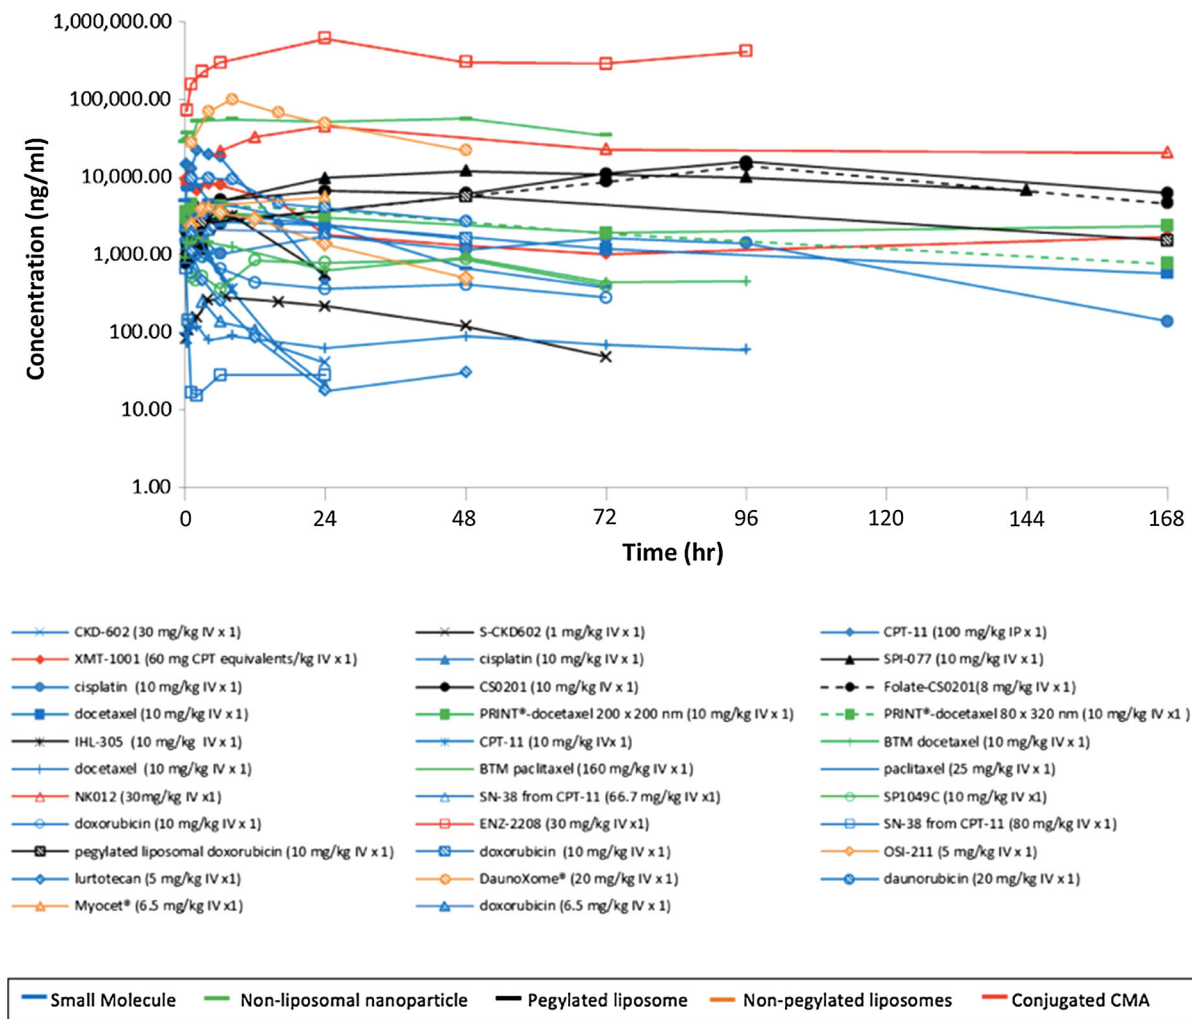 1,000,000.00
100,000.00
10,000.00
1,000.00
100.00
10.00
1.00
Concentration (ng/ml)
0 24 48 72 96 120 144 168
Time (hr)
CKD-602 (30 mg/kg IV x 1) S-CKD602 (1 mg/kg IV x 1) CPT-11 (100 mg/kg IP x 1)
XMT-1001 (60 mg CPT equivalents/kg IV x 1) cisplatin (10 mg/kg IV x 1) SPI-077 (10 mg/kg IV x 1)
cisplatin (10 mg/kg IV x 1) CS0201 (10 mg/kg IV x 1) Folate-CS0201(8 mg/kg IV x 1)
docetaxel (10 mg/kg IV x 1) PRINT®-docetaxel 200 x 200 nm (10 mg/kg IV x 1) PRINT®-docetaxel 80 x 320 nm (10 mg/kg IV x1 )
IHL-305 (10 mg/kg IV x 1) CPT-11 (10 mg/kg IVx 1) BTM docetaxel (10 mg/kg IV x 1)
docetaxel (10 mg/kg IV x 1) BTM paclitaxel (160 mg/kg IV x 1) paclitaxel (25 mg/kg IV x 1)
NK012 (30mg/kg IV x1) SN-38 from CPT-11 (66.7 mg/kg IV x1) SP1049C (10 mg/kg IV x1)
doxorubicin (10 mg/kg IV x 1) ENZ-2208 (30 mg/kg IV x1) SN-38 from CPT-11 (80 mg/kg IV x 1)
pegylated liposomal doxorubicin (10 mg/kg IV x 1) doxorubicin (10 mg/kg IV x 1) OSI-211 (5 mg/kg IV x 1)
lurtotecan (5 mg/kg IV x1) DaunoXome® (20 mg/kg IV x 1) daunorubicin (20 mg/kg IV x 1)
Myocet® (6.5 mg/kg IV x1) doxorubicin (6.5 mg/kg IV x 1)
Small Molecule Non-liposomal nanoparticle Pegylated liposome Non-pegylated liposomes Conjugated CMA